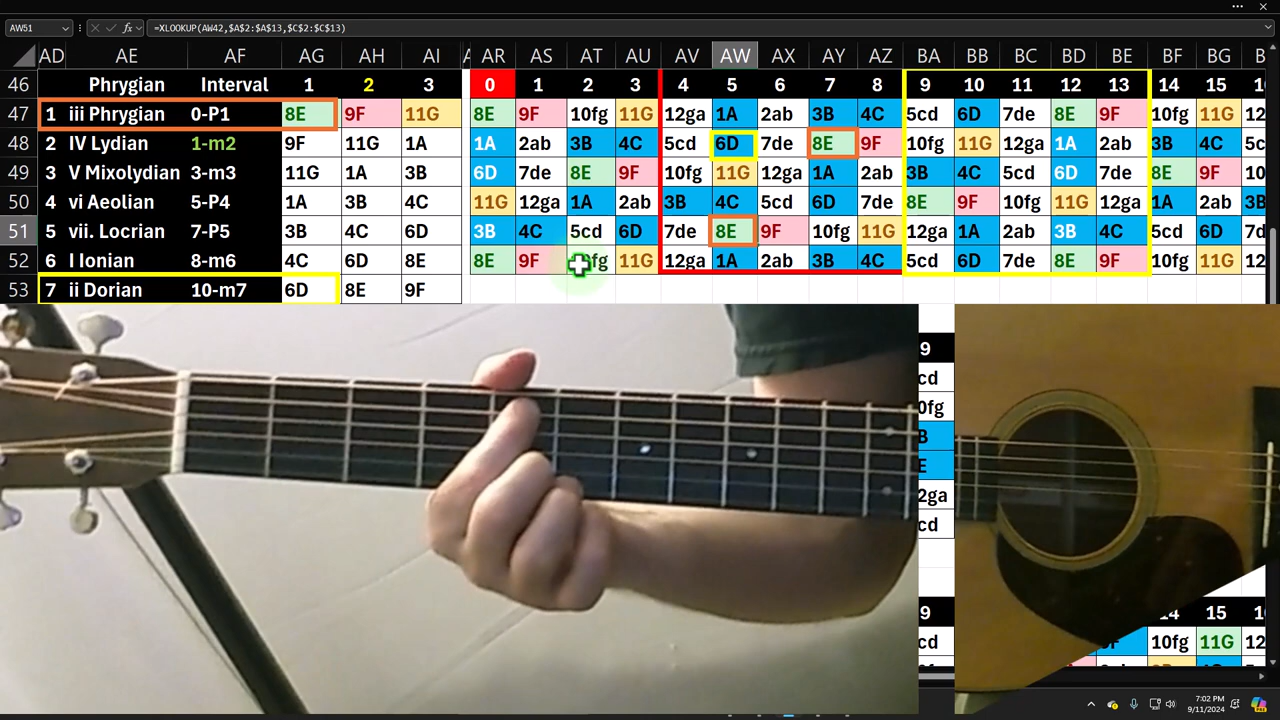 AW51 fx =XLOOKUP(AW42,$A$2:$A$13,$C$2:$C$13)
AD AE AF AG AH AI AR AS AT AU AV AW AX AY AZ BA BB BC BD BE BF BG
46 Phrygian Interval 1 2 3 0 1 2 3 4 5 6 7 8 9 10 11 12 13 14 15
47 1 iii Phrygian 0-P1 8E 9F 11G 8E 9F 10fg 11G 12ga 1A 2ab 3B 4C 5cd 6D 7de 8E 9F 10fg 11G 12
48 2 IV Lydian 1-m2 9F 11G 1A 1A 2ab 3B 4C 5cd 6D 7de 8E 9F 10fg 11G 12ga 1A 2ab 3B 4C 5c
49 3 V Mixolydian 3-m3 11G 1A 3B 6D 7de 8E 9F 10fg 11G 12ga 1A 2ab 3B 4C 5cd 6D 7de 8E 9F 10
50 4 vi Aeolian 5-P4 1A 3B 4C 11G 12ga 1A 2ab 3B 4C 5cd 6D 7de 8E 9F 10fg 11G 12ga 1A 2ab 3B
51 5 vii. Locrian 7-P5 3B 4C 6D 3B 4C 5cd 6D 7de 8E 9F 10fg 11G 12ga 1A 2ab 3B 4C 5cd 6D 7d
52 6 I Ionian 8-m6 4C 6D 8E 8E 9F fg 11G 12ga 1A 2ab 3B 4C 5cd 6D 7de 8E 9F 10fg 11G 12
53 7 ii Dorian 10-m7 6D 8E 9F
9
cd
0fg
B
E
2ga
cd
9 14 15
cd 10fg 11G
7:02 PM
9/11/2024